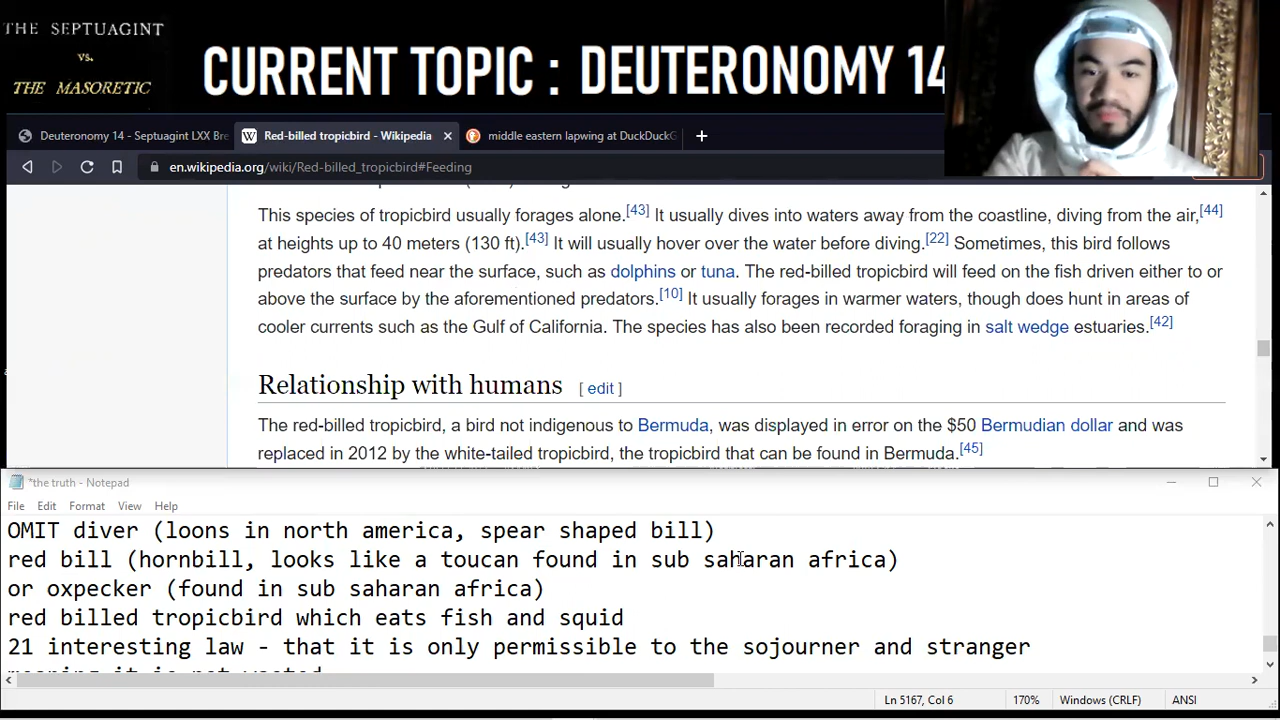 THE SEPTUAGINT
vs.
THE MASORETIC
CURRENT TOPIC : DEUTERONOMY 14
Deuteronomy 14 - Septuagint LXX Bre
Red-billed tropicbird - Wikipedia
middle eastern lapwing at DuckDuckG
en.wikipedia.org/wiki/Red-billed_tropicbird#Feeding
This species of tropicbird usually forages alone.[43] It usually dives into waters away from the coastline, diving from the air,[44]
at heights up to 40 meters (130 ft).[43] It will usually hover over the water before diving.[22] Sometimes, this bird follows
predators that feed near the surface, such as dolphins or tuna. The red-billed tropicbird will feed on the fish driven either to or
above the surface by the aforementioned predators.[10] It usually forages in warmer waters, though does hunt in areas of
cooler currents such as the Gulf of California. The species has also been recorded foraging in salt wedge estuaries.[42]
Relationship with humans [ edit ]
The red-billed tropicbird, a bird not indigenous to Bermuda, was displayed in error on the $50 Bermudian dollar and was
replaced in 2012 by the white-tailed tropicbird, the tropicbird that can be found in Bermuda.[45]
*the truth - Notepad
File Edit Format View Help
OMIT diver (loons in north america, spear shaped bill)
red bill (hornbill, looks like a toucan found in sub saharan africa)
or oxpecker (found in sub saharan africa)
red billed tropicbird which eats fish and squid
21 interesting law - that it is only permissible to the sojourner and stranger
meaning it is not wasted
Ln 5167, Col 6 170% Windows (CRLF) ANSI